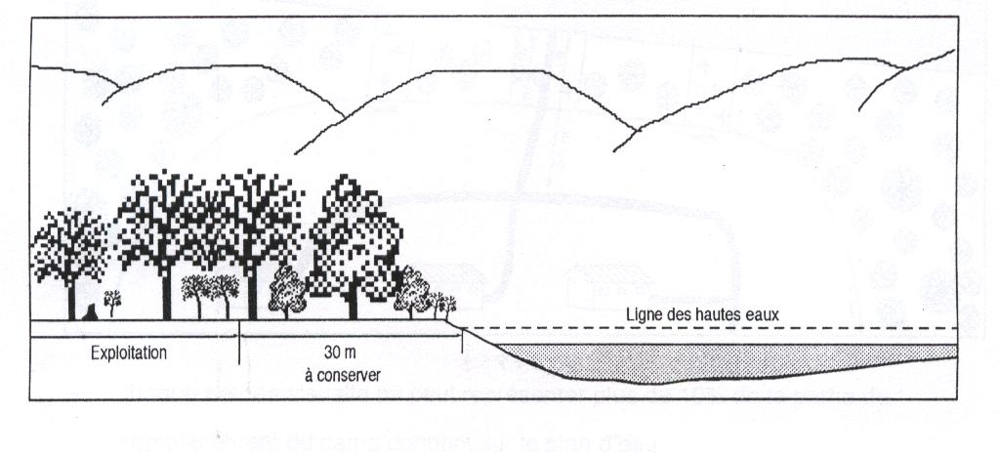 Ligne des hautes eaux
Exploitation
30 m
à conserver